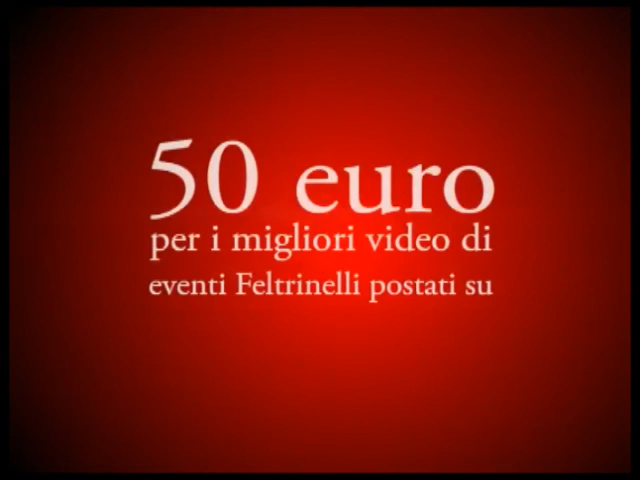 50 euro
per i migliori video di
eventi Feltrinelli postati su